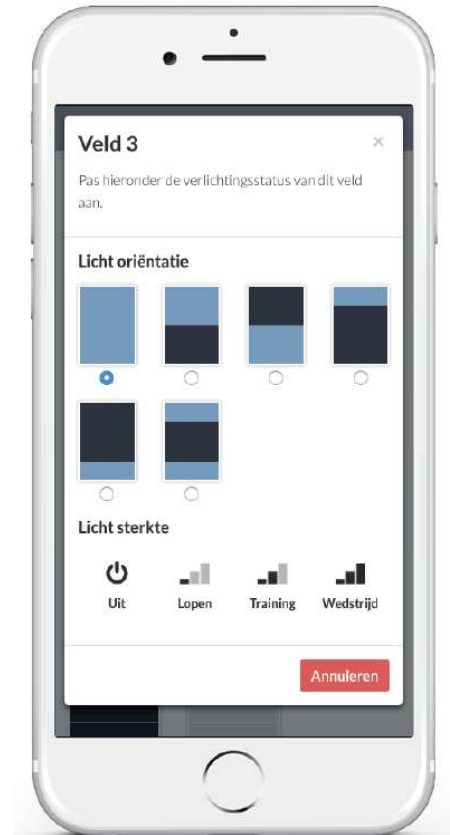 Veld 3
×
Pas hieronder de verlichtingsstatus van dit veld
aan.
Licht oriëntatie
Licht sterkte
Uit Lopen Training Wedstrijd
Annuleren